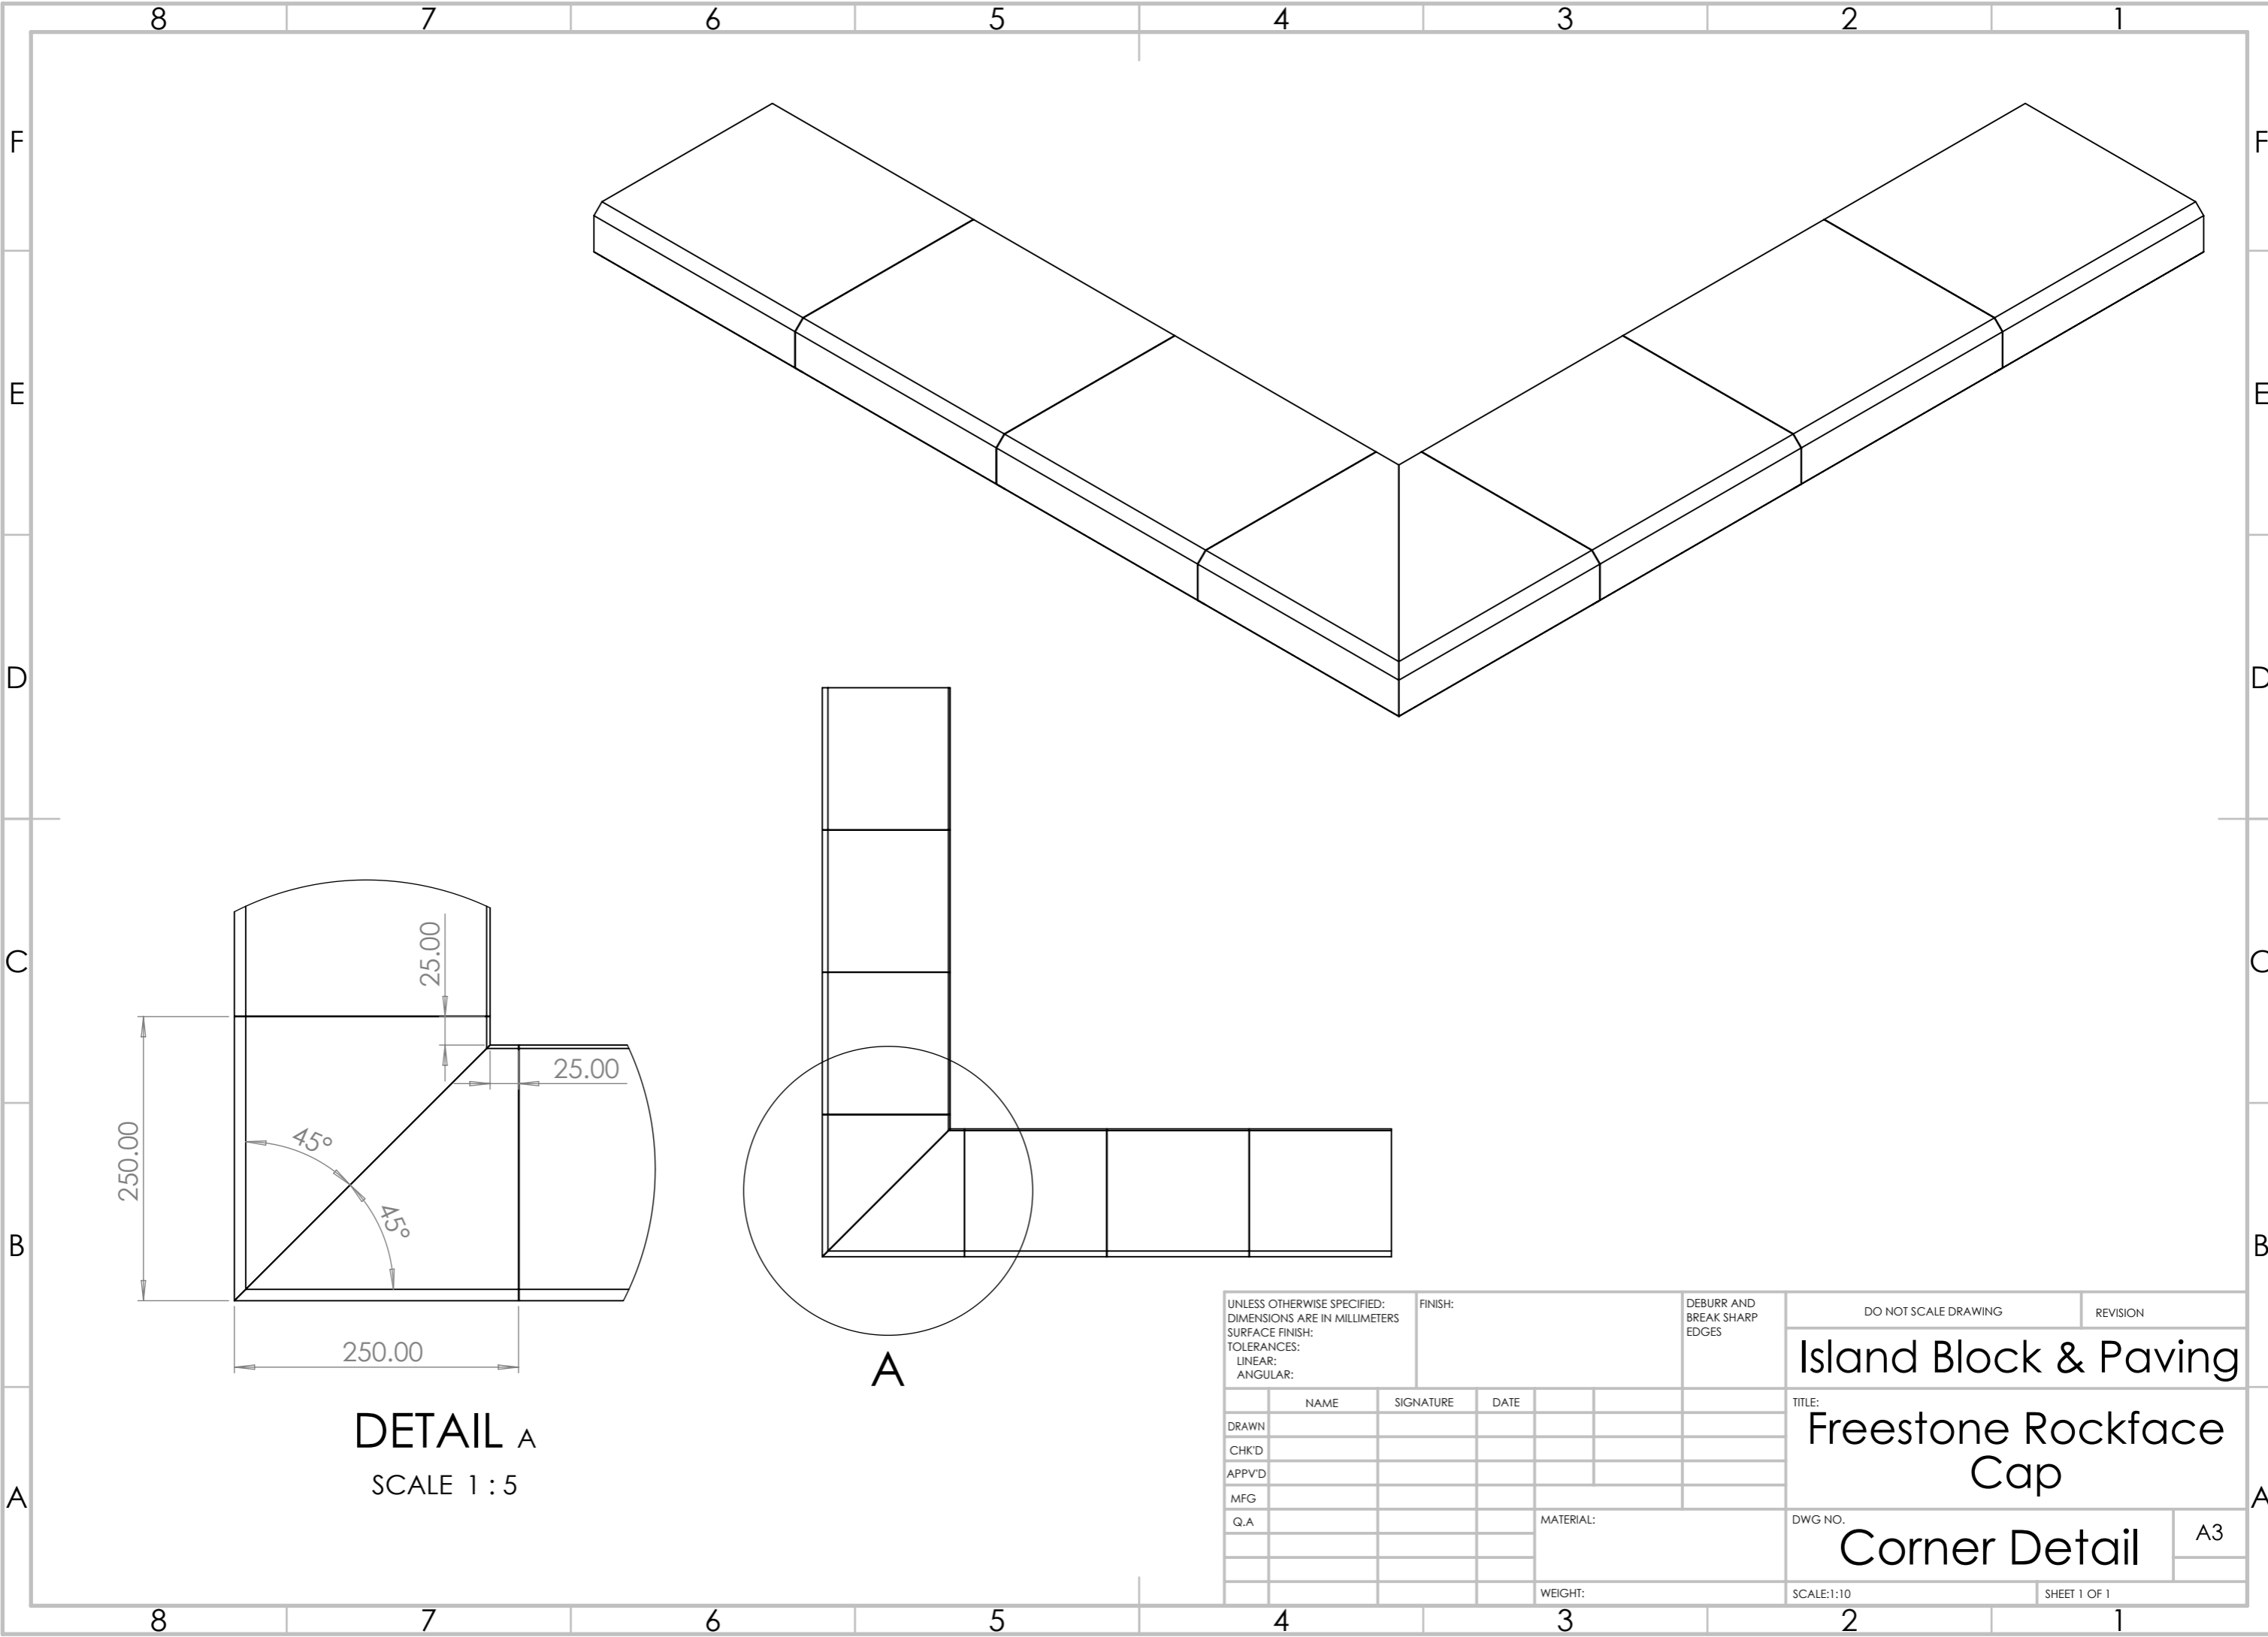 8 7 6 5 4 3 2 1
F F
E E
D D
C C
B B
A A
25.00
25.00
250.00
45°
45°
250.00
DETAIL A
SCALE 1 : 5
A
UNLESS OTHERWISE SPECIFIED:
DIMENSIONS ARE IN MILLIMETERS
SURFACE FINISH:
TOLERANCES:
LINEAR:
ANGULAR:
FINISH:
DEBURR AND
BREAK SHARP
EDGES
DO NOT SCALE DRAWING
REVISION
Island Block & Paving
NAME SIGNATURE DATE
DRAWN
CHK'D
APPV'D
MFG
Q.A
TITLE:
Freestone Rockface
Cap
MATERIAL:
DWG NO.
Corner Detail
A3
WEIGHT:
SCALE:1:10
SHEET 1 OF 1
8 7 6 5 4 3 2 1